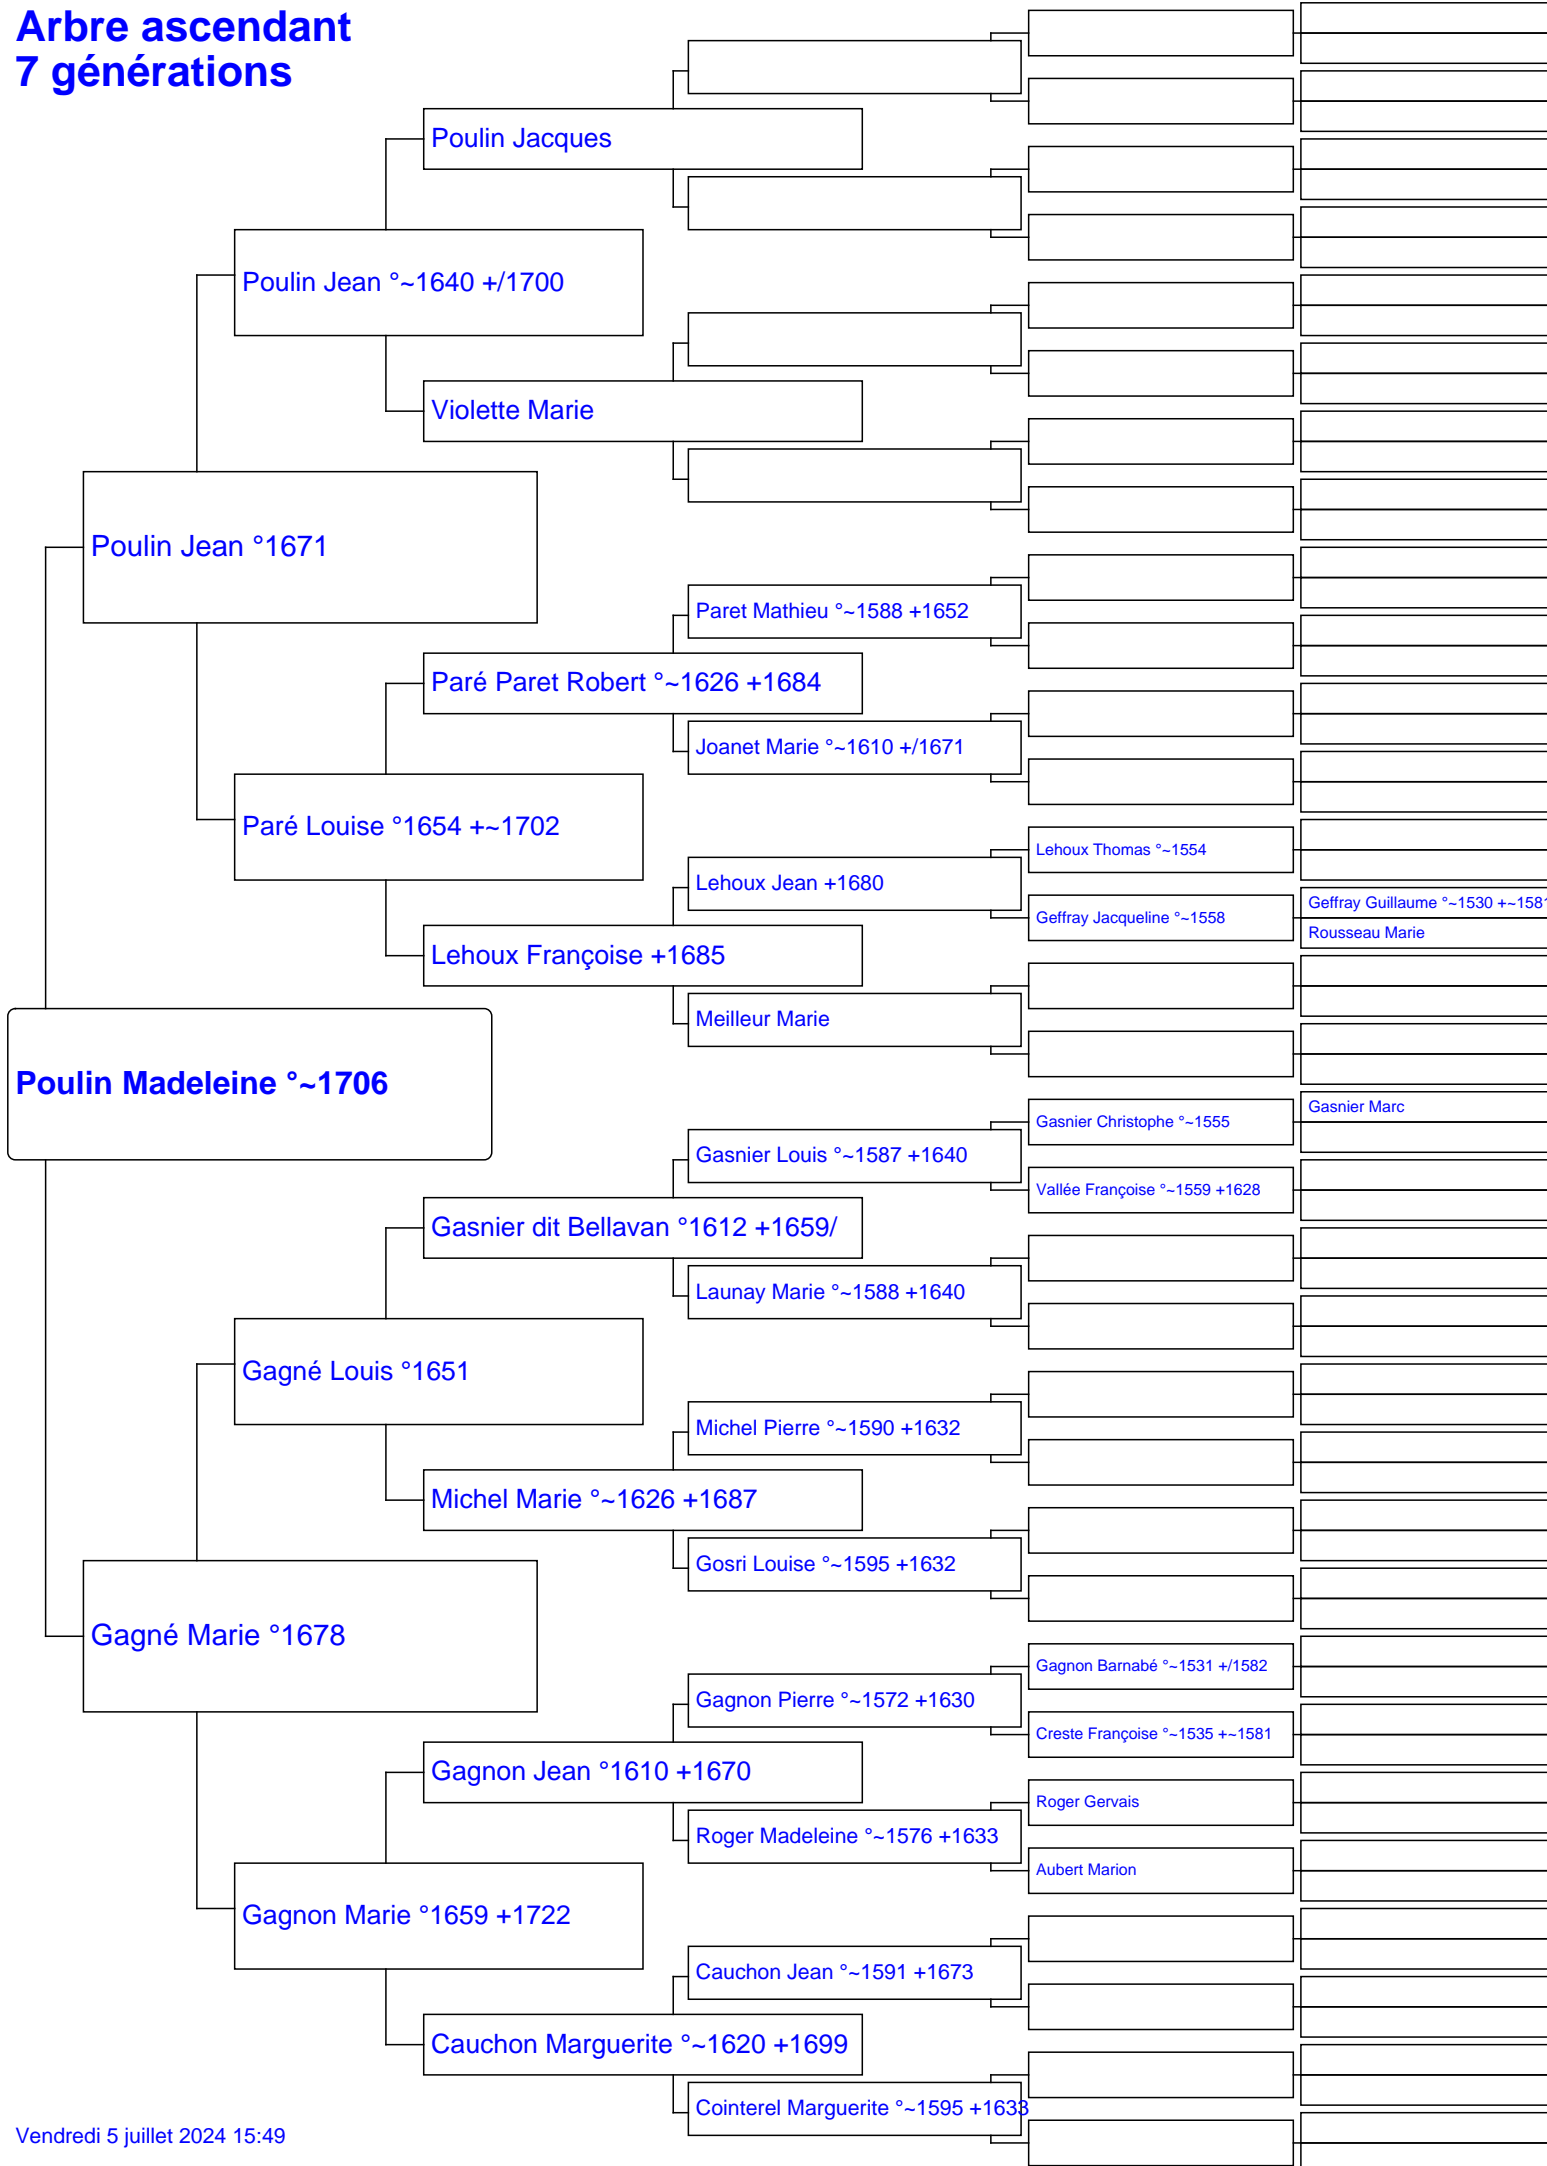 Arbre ascendant
7 générations
Poulin Jacques
Poulin Jean °~1640 +/1700
Violette Marie
Poulin Jean °1671
Paret Mathieu °~1588 +1652
Paré Paret Robert °~1626 +1684
Joanet Marie °~1610 +/1671
Paré Louise °1654 +~1702
Lehoux Thomas °~1554
Lehoux Jean +1680
Geffray Guillaume °~1530 +~1581
Geffray Jacqueline °~1558
Rousseau Marie
Lehoux Françoise +1685
Meilleur Marie
Poulin Madeleine °~1706
Gasnier Marc
Gasnier Christophe °~1555
Gasnier Louis °~1587 +1640
Vallée Françoise °~1559 +1628
Gasnier dit Bellavan °1612 +1659/
Launay Marie °~1588 +1640
Gagné Louis °1651
Michel Pierre °~1590 +1632
Michel Marie °~1626 +1687
Gosri Louise °~1595 +1632
Gagné Marie °1678
Gagnon Barnabé °~1531 +/1582
Gagnon Pierre °~1572 +1630
Creste Françoise °~1535 +~1581
Gagnon Jean °1610 +1670
Roger Gervais
Roger Madeleine °~1576 +1633
Aubert Marion
Gagnon Marie °1659 +1722
Cauchon Jean °~1591 +1673
Cauchon Marguerite °~1620 +1699
Cointerel Marguerite °~1595 +1633
Vendredi 5 juillet 2024 15:49